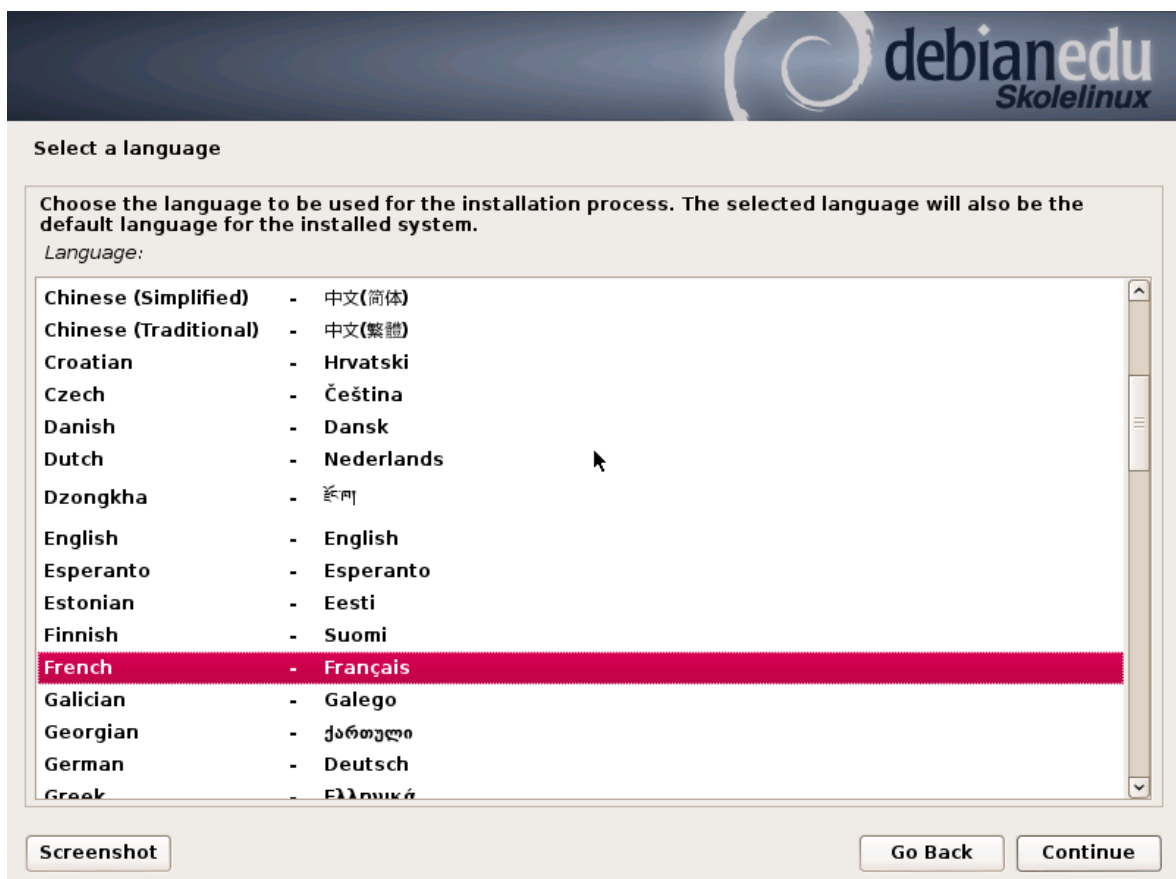 debianedu
Skolelinux
Select a language
Choose the language to be used for the installation process. The selected language will also be the
default language for the installed system.
Language:
Chinese (Simplified) - 中文(简体)
Chinese (Traditional) - 中文(繁體)
Croatian - Hrvatski
Czech - Čeština
Danish - Dansk
Dutch - Nederlands
Dzongkha - རྫོང་ཁ།
English - English
Esperanto - Esperanto
Estonian - Eesti
Finnish - Suomi
French - Français
Galician - Galego
Georgian - ქართული
German - Deutsch
Greek - Ελληνικά
Screenshot Go Back Continue